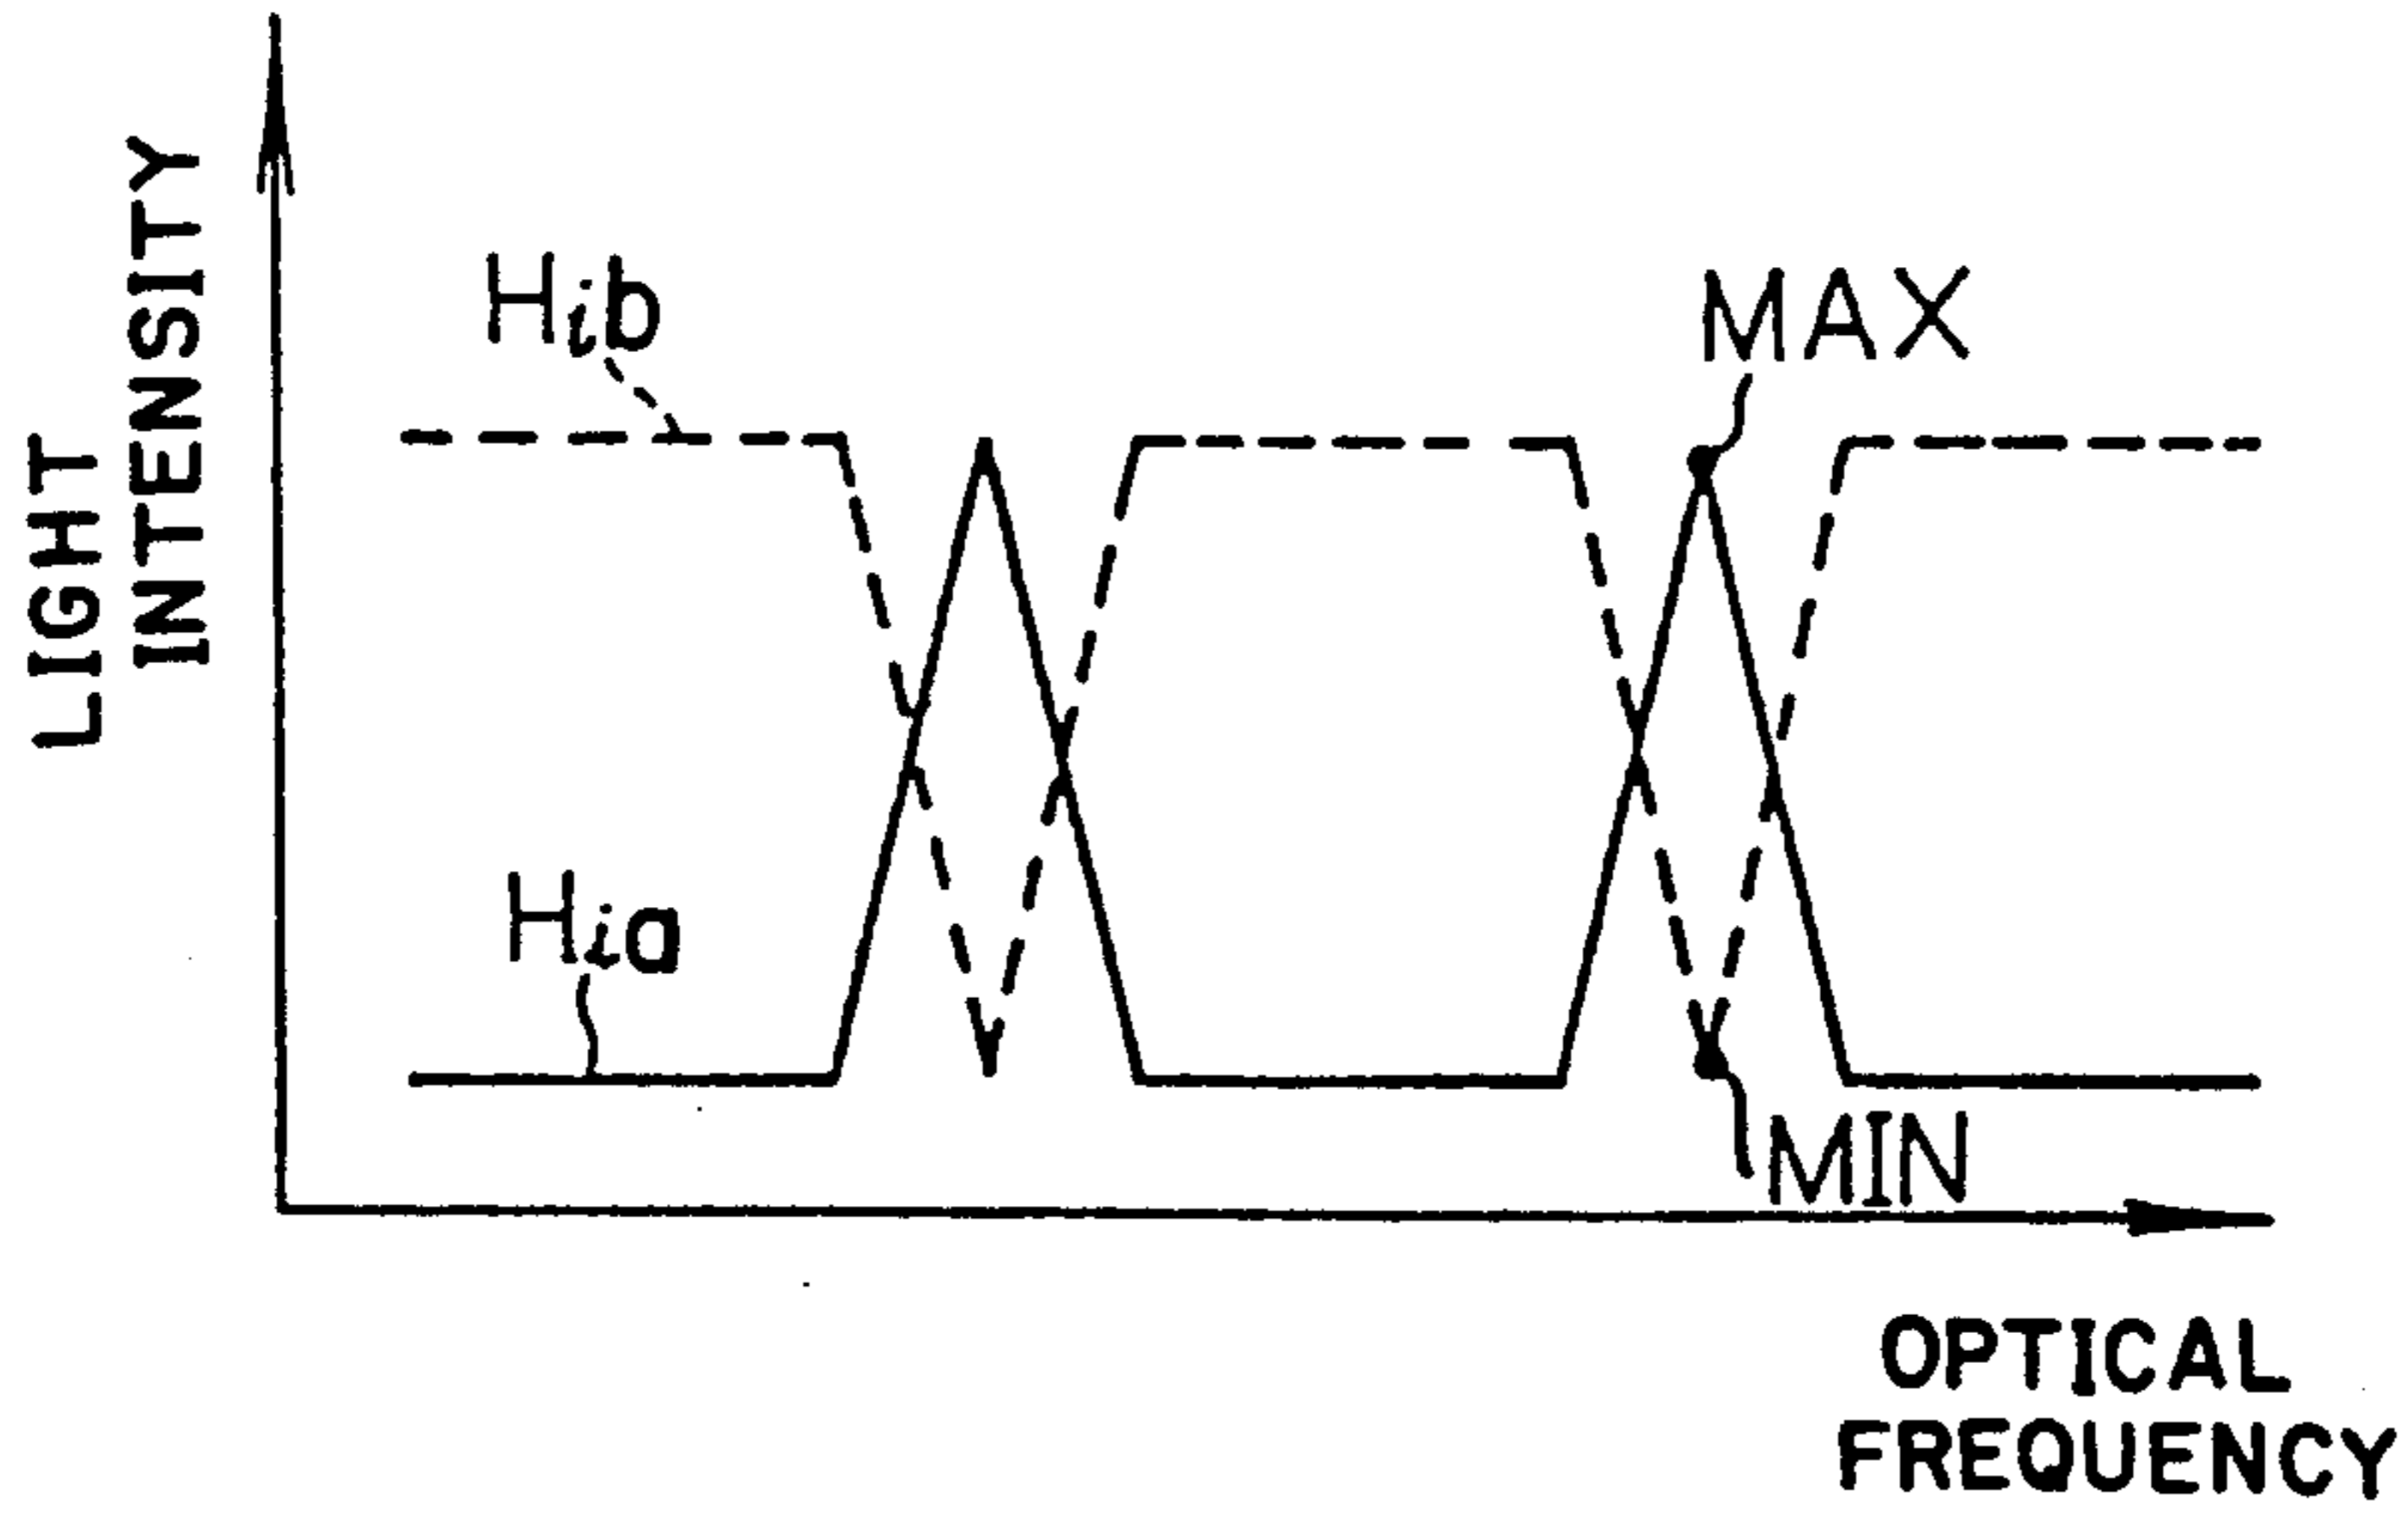 LIGHT
INTENSITY
Hib
MAX
Hia
MIN
OPTICAL
FREQUENCY